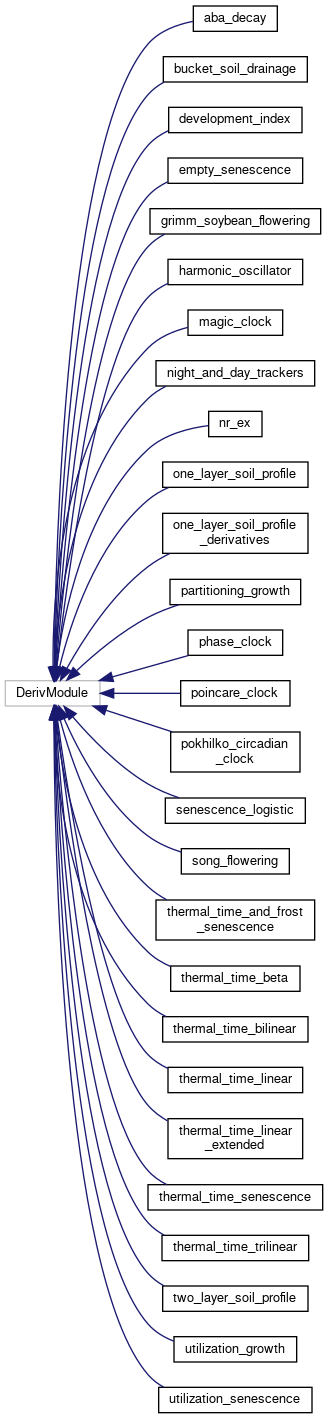 aba_decay
bucket_soil_drainage
development_index
empty_senescence
grimm_soybean_flowering
harmonic_oscillator
magic_clock
night_and_day_trackers
nr_ex
one_layer_soil_profile
one_layer_soil_profile
_derivatives
partitioning_growth
phase_clock
DerivModule
poincare_clock
pokhilko_circadian
_clock
senescence_logistic
song_flowering
thermal_time_and_frost
_senescence
thermal_time_beta
thermal_time_bilinear
thermal_time_linear
thermal_time_linear
_extended
thermal_time_senescence
thermal_time_trilinear
two_layer_soil_profile
utilization_growth
utilization_senescence